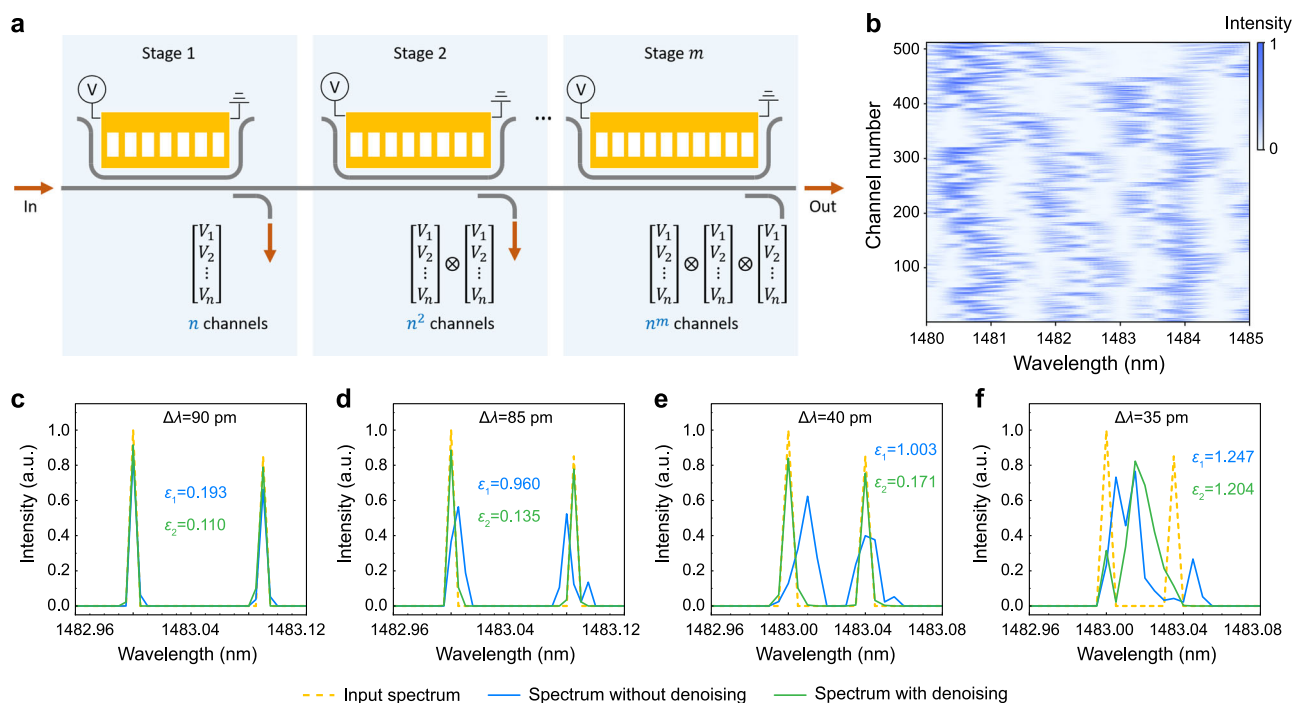 a
Stage 1
Stage 2
Stage m
V
V
V
...
In
Out
V1 V2 ⋮ Vn
V1 V2 ⋮ Vn ⊗ V1 V2 ⋮ Vn
V1 V2 ⋮ Vn ⊗ V1 V2 ⋮ Vn ⊗ V1 V2 ⋮ Vn
n channels
n² channels
nᵐ channels
b
Intensity
1
0
Channel number
500
400
300
200
100
1480 1481 1482 1483 1484 1485
Wavelength (nm)
c
Δλ=90 pm
ε₁=0.193
ε₂=0.110
Intensity (a.u.)
1.0
0.8
0.6
0.4
0.2
0.0
1482.96 1483.04 1483.12
Wavelength (nm)
d
Δλ=85 pm
ε₁=0.960
ε₂=0.135
Intensity (a.u.)
1.0
0.8
0.6
0.4
0.2
0.0
1482.96 1483.04 1483.12
Wavelength (nm)
e
Δλ=40 pm
ε₁=1.003
ε₂=0.171
Intensity (a.u.)
1.0
0.8
0.6
0.4
0.2
0.0
1482.96 1483.00 1483.04 1483.08
Wavelength (nm)
f
Δλ=35 pm
ε₁=1.247
ε₂=1.204
Intensity (a.u.)
1.0
0.8
0.6
0.4
0.2
0.0
1482.96 1483.00 1483.04 1483.08
Wavelength (nm)
Input spectrum
Spectrum without denoising
Spectrum with denoising